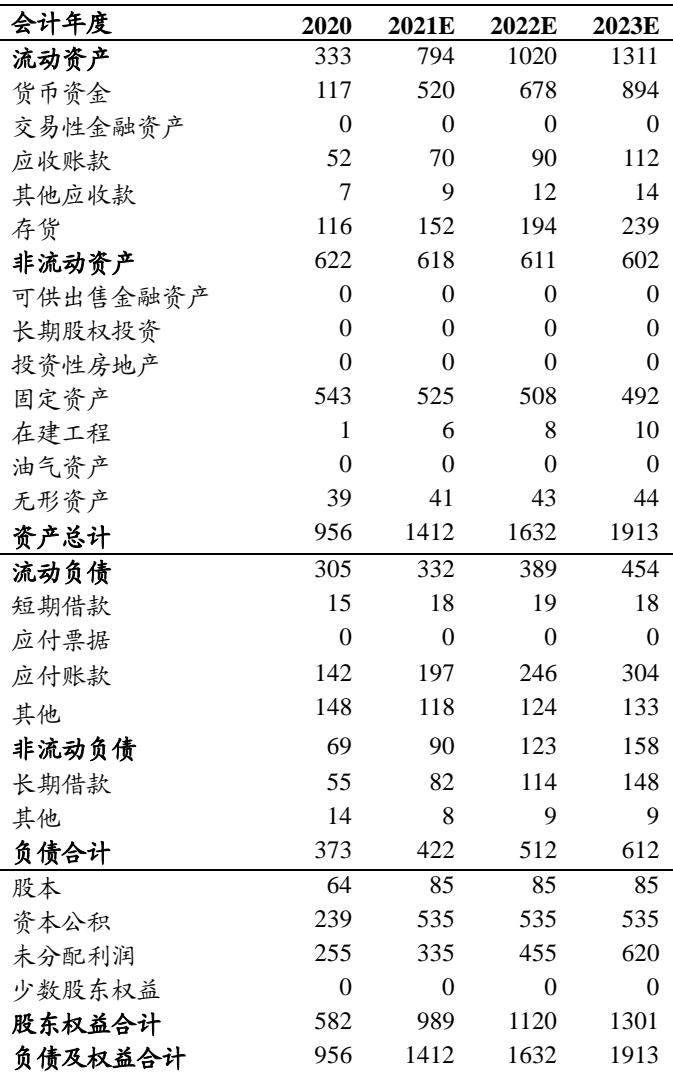 会计年度 2020 2021E 2022E 2023E
流动资产 333 794 1020 1311
货币资金 117 520 678 894
交易性金融资产 0 0 0 0
应收账款 52 70 90 112
其他应收款 7 9 12 14
存货 116 152 194 239
非流动资产 622 618 611 602
可供出售金融资产 0 0 0 0
长期股权投资 0 0 0 0
投资性房地产 0 0 0 0
固定资产 543 525 508 492
在建工程 1 6 8 10
油气资产 0 0 0 0
无形资产 39 41 43 44
资产总计 956 1412 1632 1913
流动负债 305 332 389 454
短期借款 15 18 19 18
应付票据 0 0 0 0
应付账款 142 197 246 304
其他 148 118 124 133
非流动负债 69 90 123 158
长期借款 55 82 114 148
其他 14 8 9 9
负债合计 373 422 512 612
股本 64 85 85 85
资本公积 239 535 535 535
未分配利润 255 335 455 620
少数股东权益 0 0 0 0
股东权益合计 582 989 1120 1301
负债及权益合计 956 1412 1632 1913